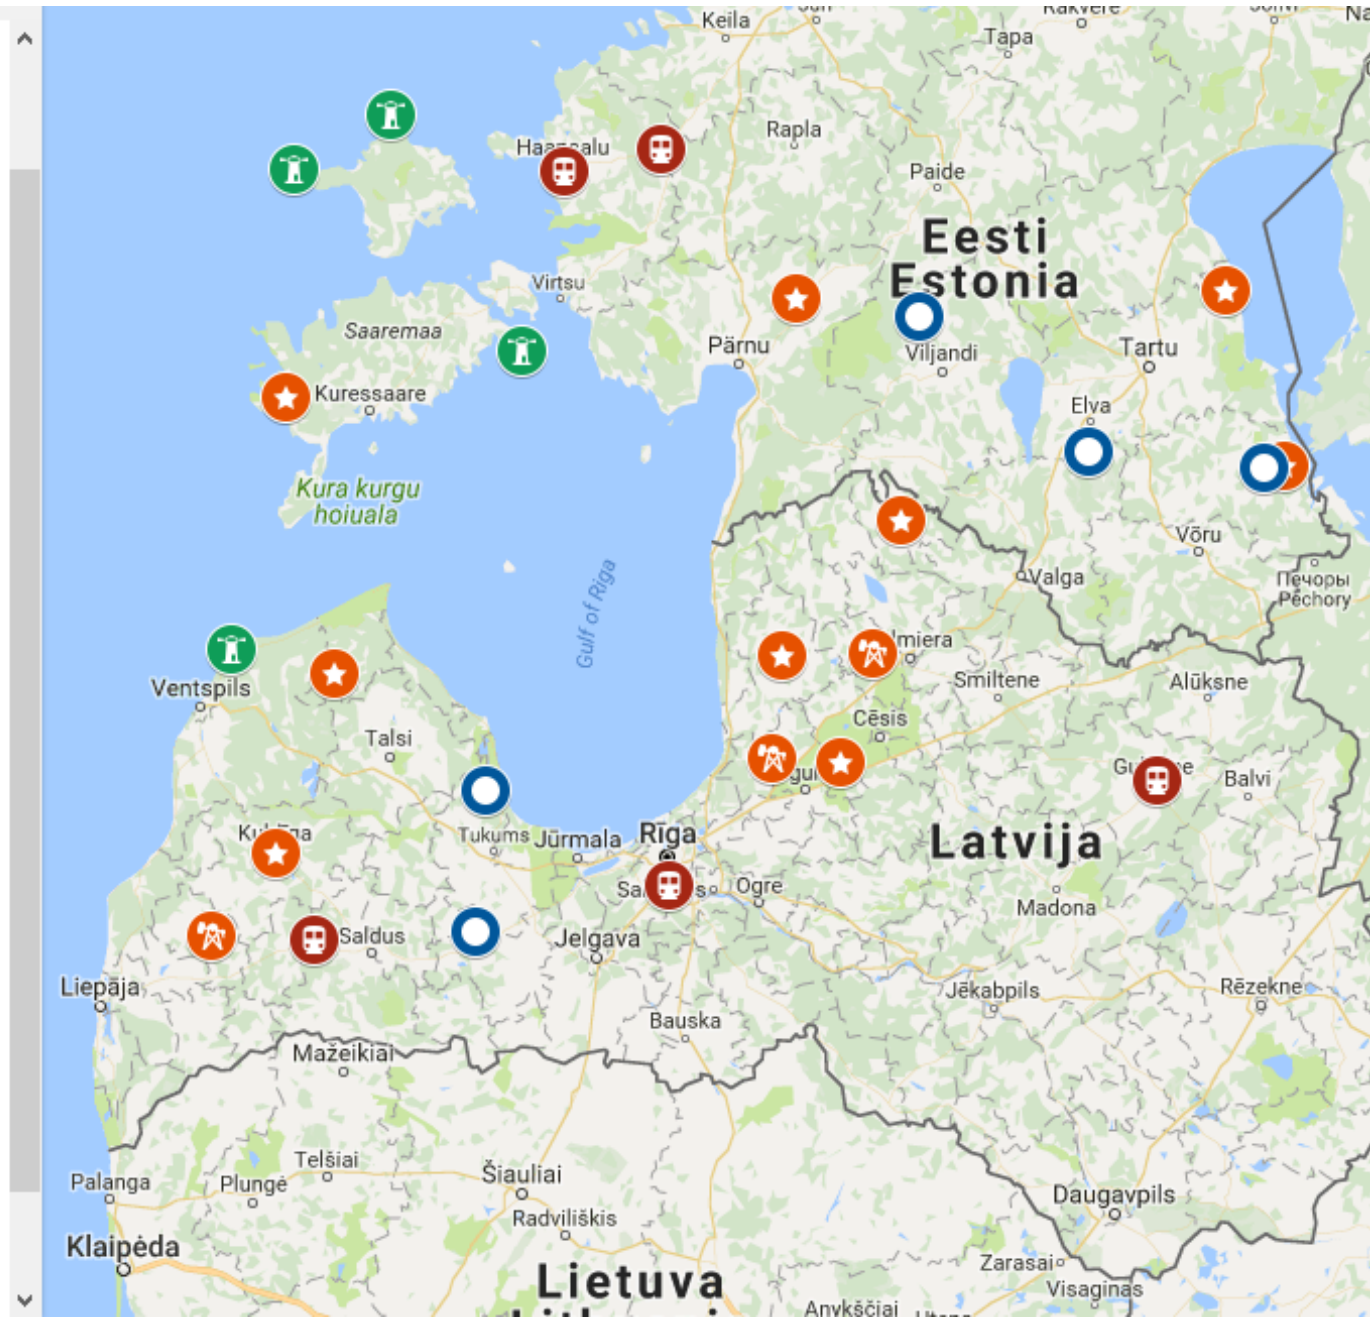 Keila
Tapa
Rapla
Paide
Eesti
Estonia
Virtsu
Saaremaa
Pärnu
Viljandi
Tartu
Kuressaare
Elva
Kura kurgu
hoiuala
Võru
Valga
Печоры
Pechory
Gulf of Riga
Ventspils
Smiltene
Alūksne
Talsi
Cēsis
Balvi
Tukums
Jūrmala
Rīga
Latvija
Ogre
Madona
Saldus
Jelgava
Liepāja
Jēkabpils
Rēzekne
Bauska
Mažeikiai
Telšiai
Palanga
Plungė
Šiauliai
Radviliškis
Daugavpils
Klaipėda
Zarasai
Visaginas
Lietuva
Anykščiai